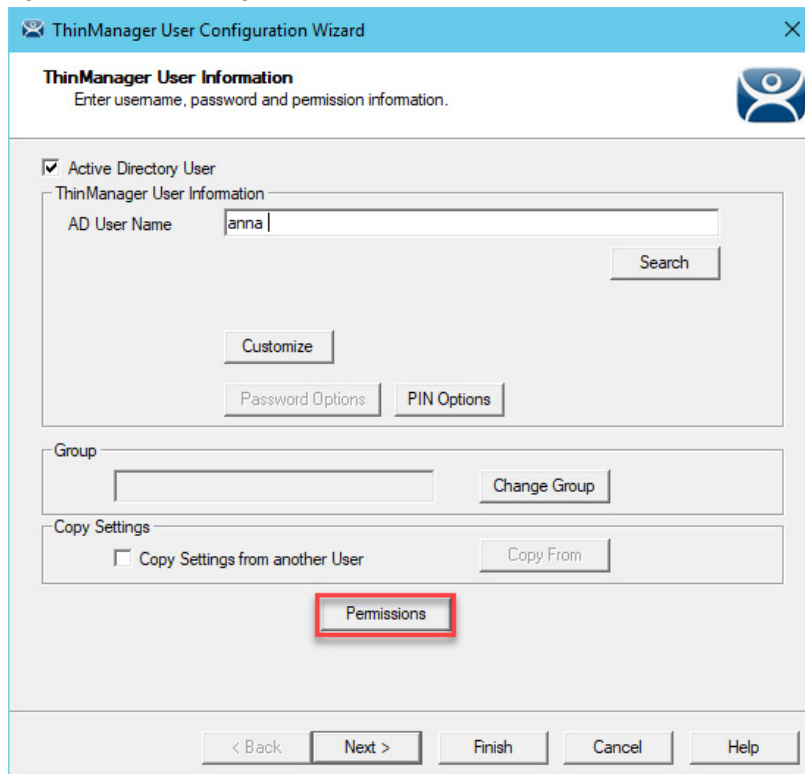 ThinManager User Configuration Wizard
ThinManager User Information
Enter username, password and permission information.
Active Directory User
ThinManager User Information
AD User Name anna
Search
Customize
Password Options PIN Options
Group
Change Group
Copy Settings
Copy Settings from another User Copy From
Permissions
< Back Next > Finish Cancel Help